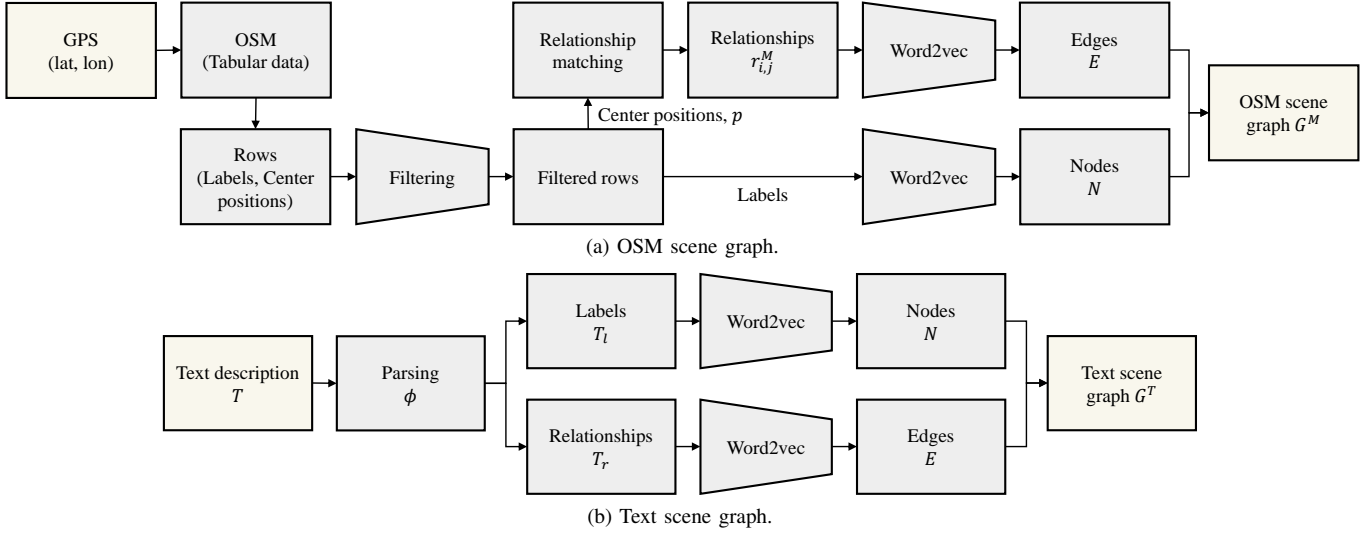 GPS
(lat, lon)
OSM
(Tabular data)
Relationship
matching
Relationships
r_{i,j}^M
Word2vec
Edges
E
OSM scene
graph G^M
Center positions, p
Rows
(Labels, Center
positions)
Filtering
Filtered rows
Labels
Word2vec
Nodes
N
(a) OSM scene graph.
Labels
T_l
Word2vec
Nodes
N
Text description
T
Parsing
ϕ
Text scene
graph G^T
Relationships
T_r
Word2vec
Edges
E
(b) Text scene graph.